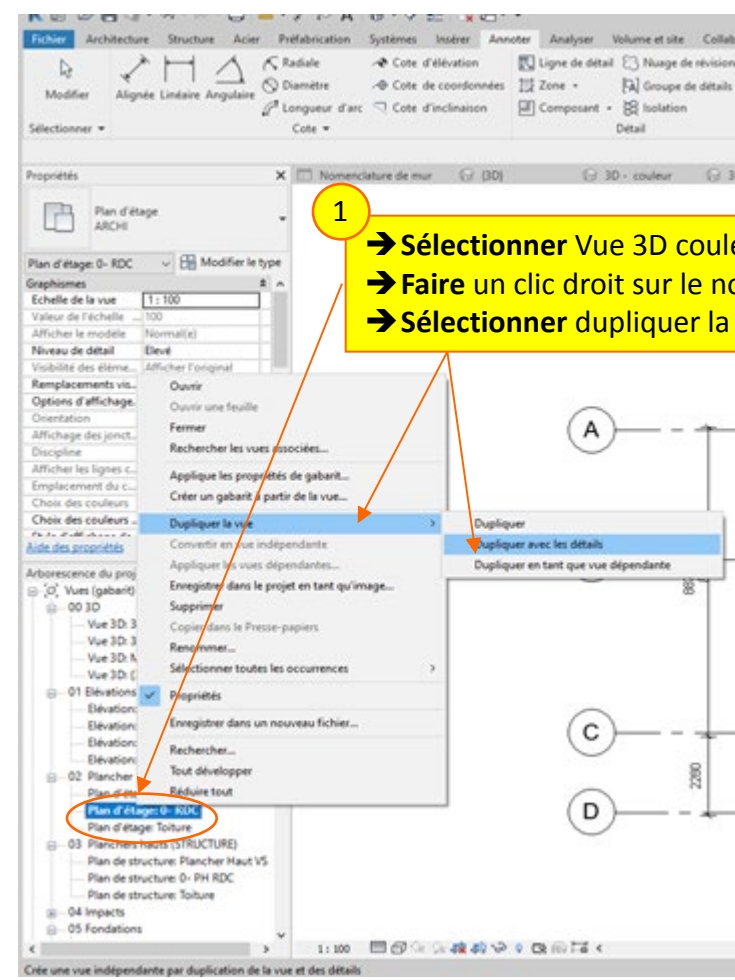 Fichier Architecture Structure Acier Préfabrication Systèmes Insérer Annoter Analyser Volume et site Collab
Modifier Alignée Linéaire Angulaire
Radiale
Diamètre
Longueur d'arc
Cote d'élévation
Cote de coordonnées
Cote d'inclinaison
Ligne de détail
Zone
Composant
Nuage de révision
Groupe de détails
Isolation
Sélectionner Cote Détail
Propriétés
Nomenclature de mur {3D} 3D - couleur
Plan d'étage
ARCHI
1
➔ Sélectionner Vue 3D coule
➔ Faire un clic droit sur le no
➔ Sélectionner dupliquer la
Plan d'étage: 0- RDC Modifier le type
Graphismes
Echelle de la vue 1 : 100
Valeur de l'échelle ... 100
Afficher le modèle Normal(e)
Niveau de détail Elevé
Visibilité des éléme... Afficher l'original
Remplacements vis...
Options d'affichage...
Orientation
Affichage des jonct...
Discipline
Afficher les lignes c...
Emplacement du c...
Choix des couleurs
Choix des couleurs ...
Aide des propriétés
Ouvrir
Ouvrir une feuille
Fermer
Rechercher les vues associées...
Applique les propriétés de gabarit...
Créer un gabarit à partir de la vue...
Dupliquer la vue
Convertir en vue indépendante
Appliquer les vues dépendantes...
Enregistrer dans le projet en tant qu'image...
Supprimer
Copier dans le Presse-papiers
Renommer...
Sélectionner toutes les occurrences
Propriétés
Enregistrer dans un nouveau fichier...
Rechercher...
Tout développer
Réduire tout
Dupliquer
Dupliquer avec les détails
Dupliquer en tant que vue dépendante
Arborescence du proj
Vues (gabarit)
00 3D
Vue 3D: 3
Vue 3D: 3
Vue 3D: M
Vue 3D: {
01 Elévations
Elévation:
Elévation:
Elévation:
Elévation:
02 Plancher
Plan d'éta
Plan d'étage: 0- RDC
Plan d'étage: Toiture
03 Planchers hauts (STRUCTURE)
Plan de structure: Plancher Haut VS
Plan de structure: 0- PH RDC
Plan de structure: Toiture
04 Impacts
05 Fondations
A
C
2280
D
1 : 100
Crée une vue indépendante par duplication de la vue et des détails